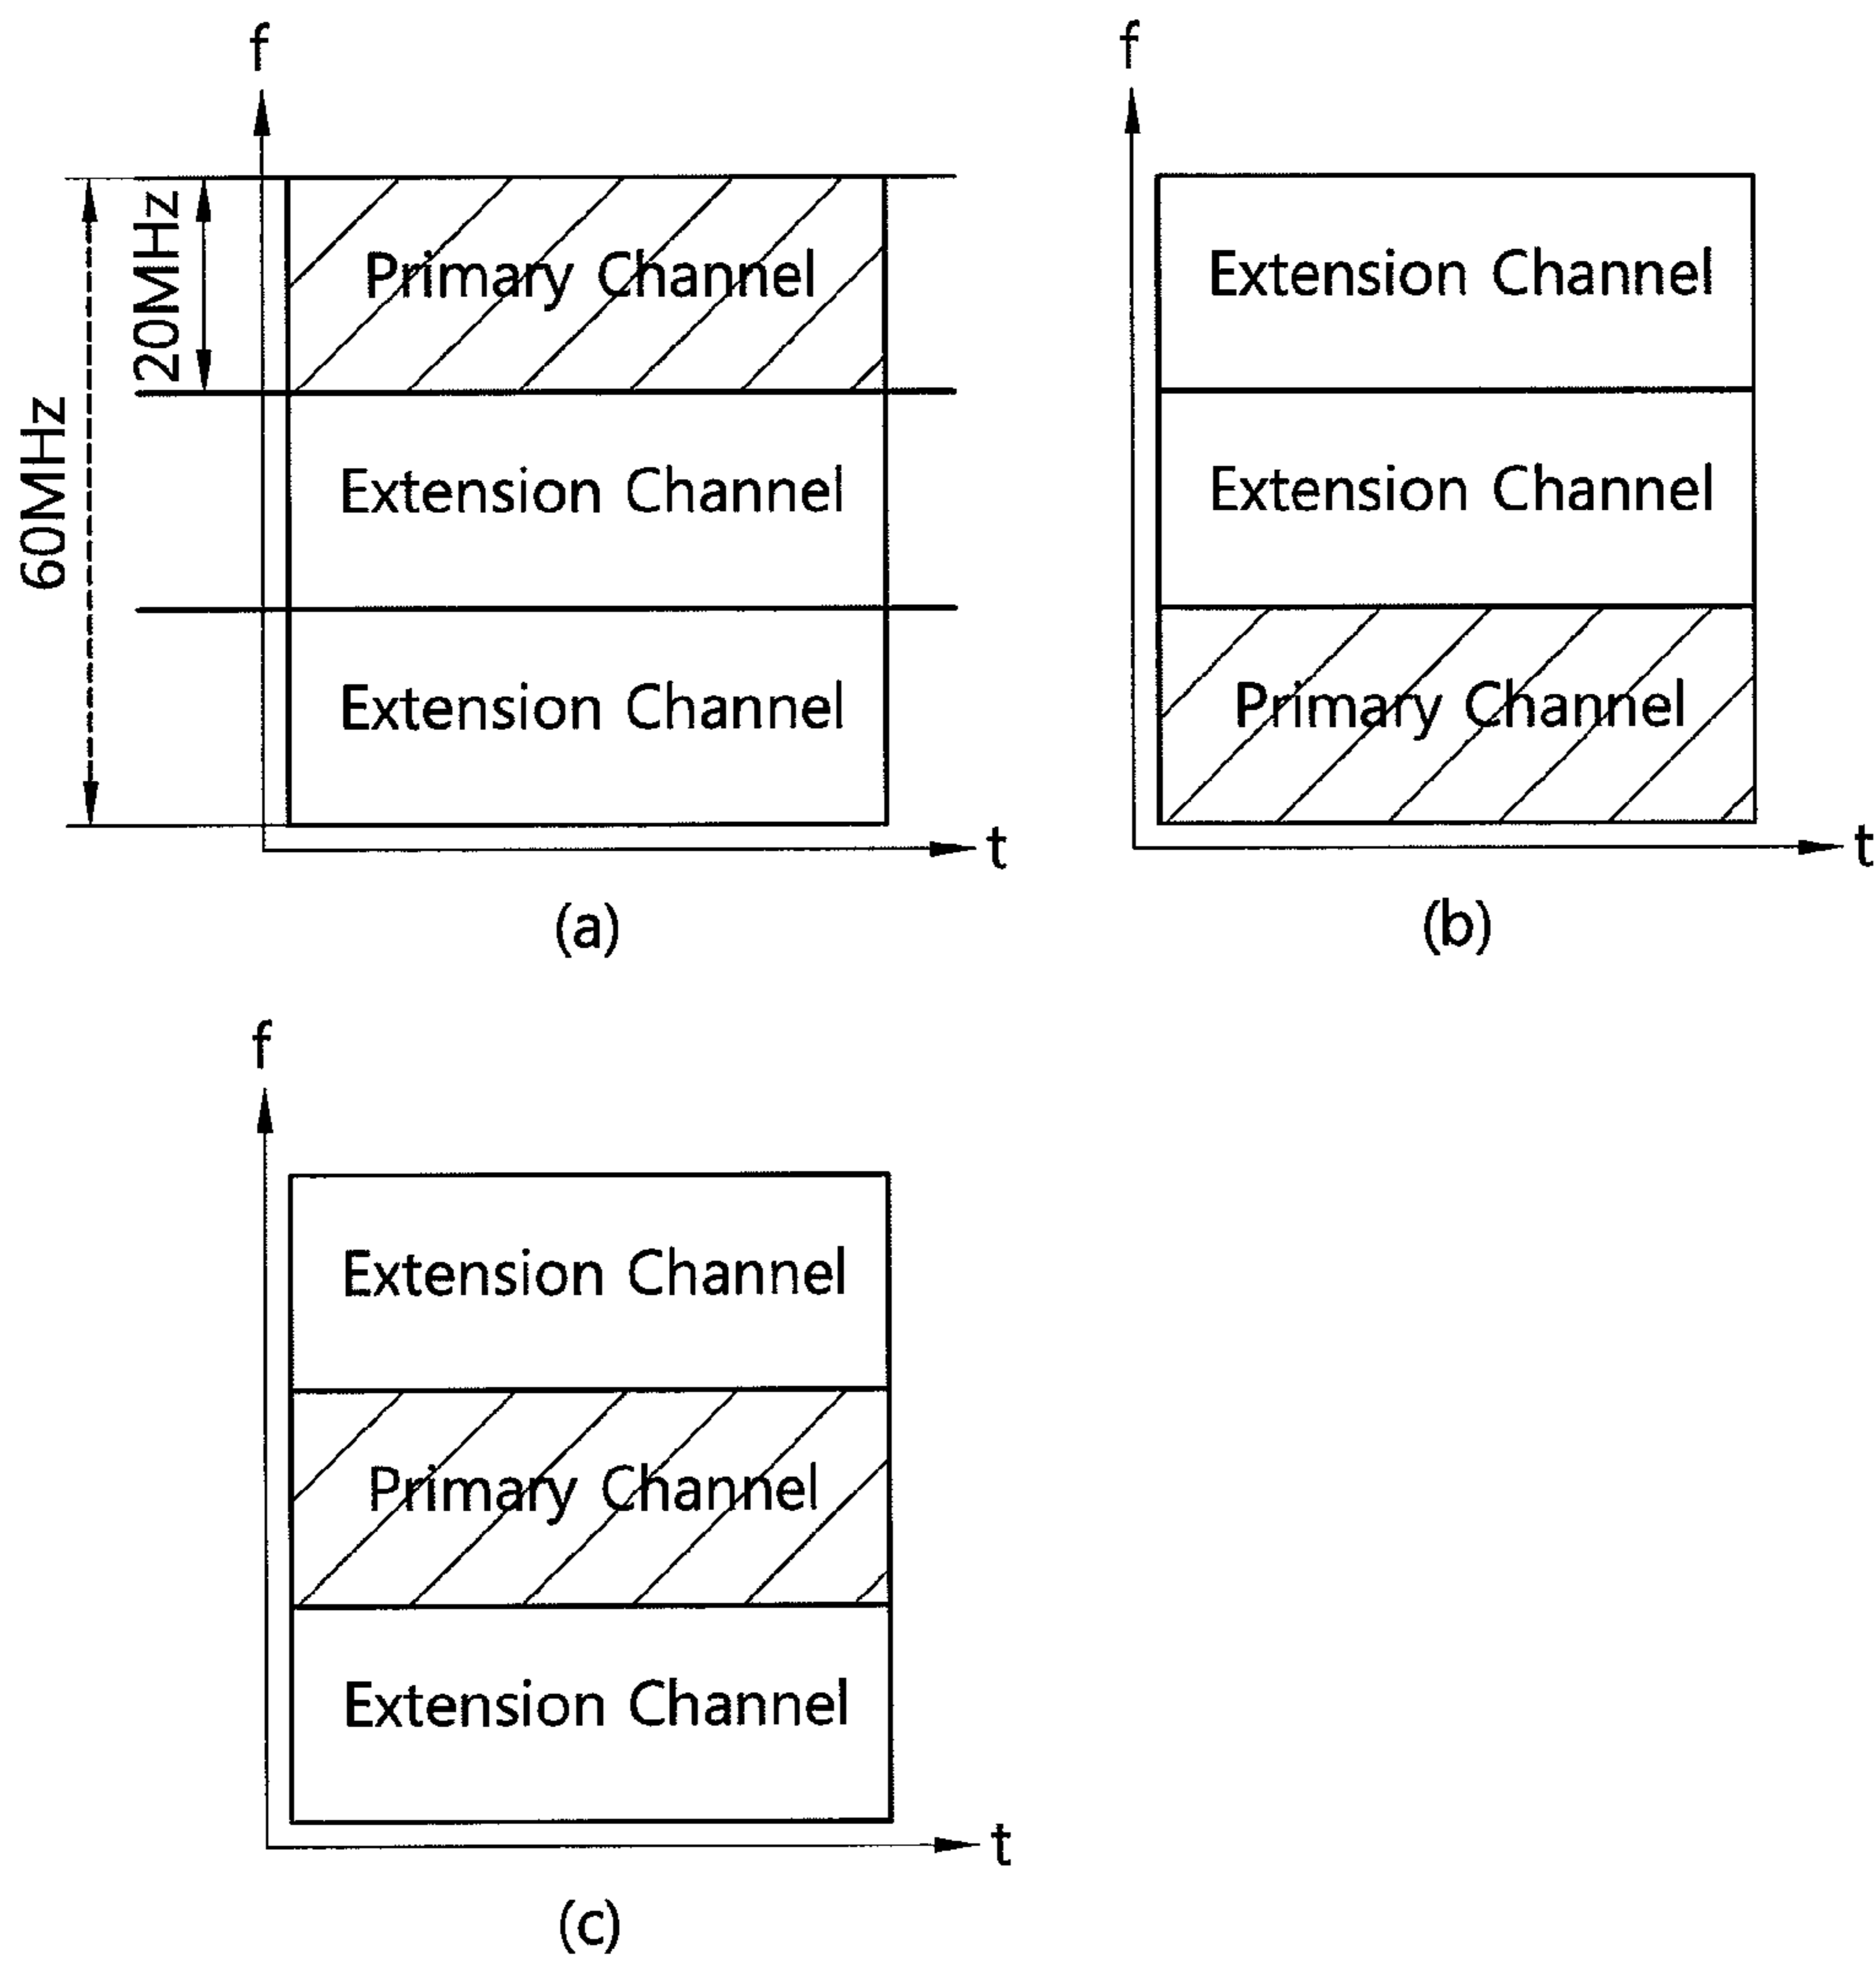 f
20MHz
60MHz
Primary Channel
Extension Channel
Extension Channel
t
(a)
f
Extension Channel
Extension Channel
Primary Channel
t
(b)
f
Extension Channel
Primary Channel
Extension Channel
t
(c)